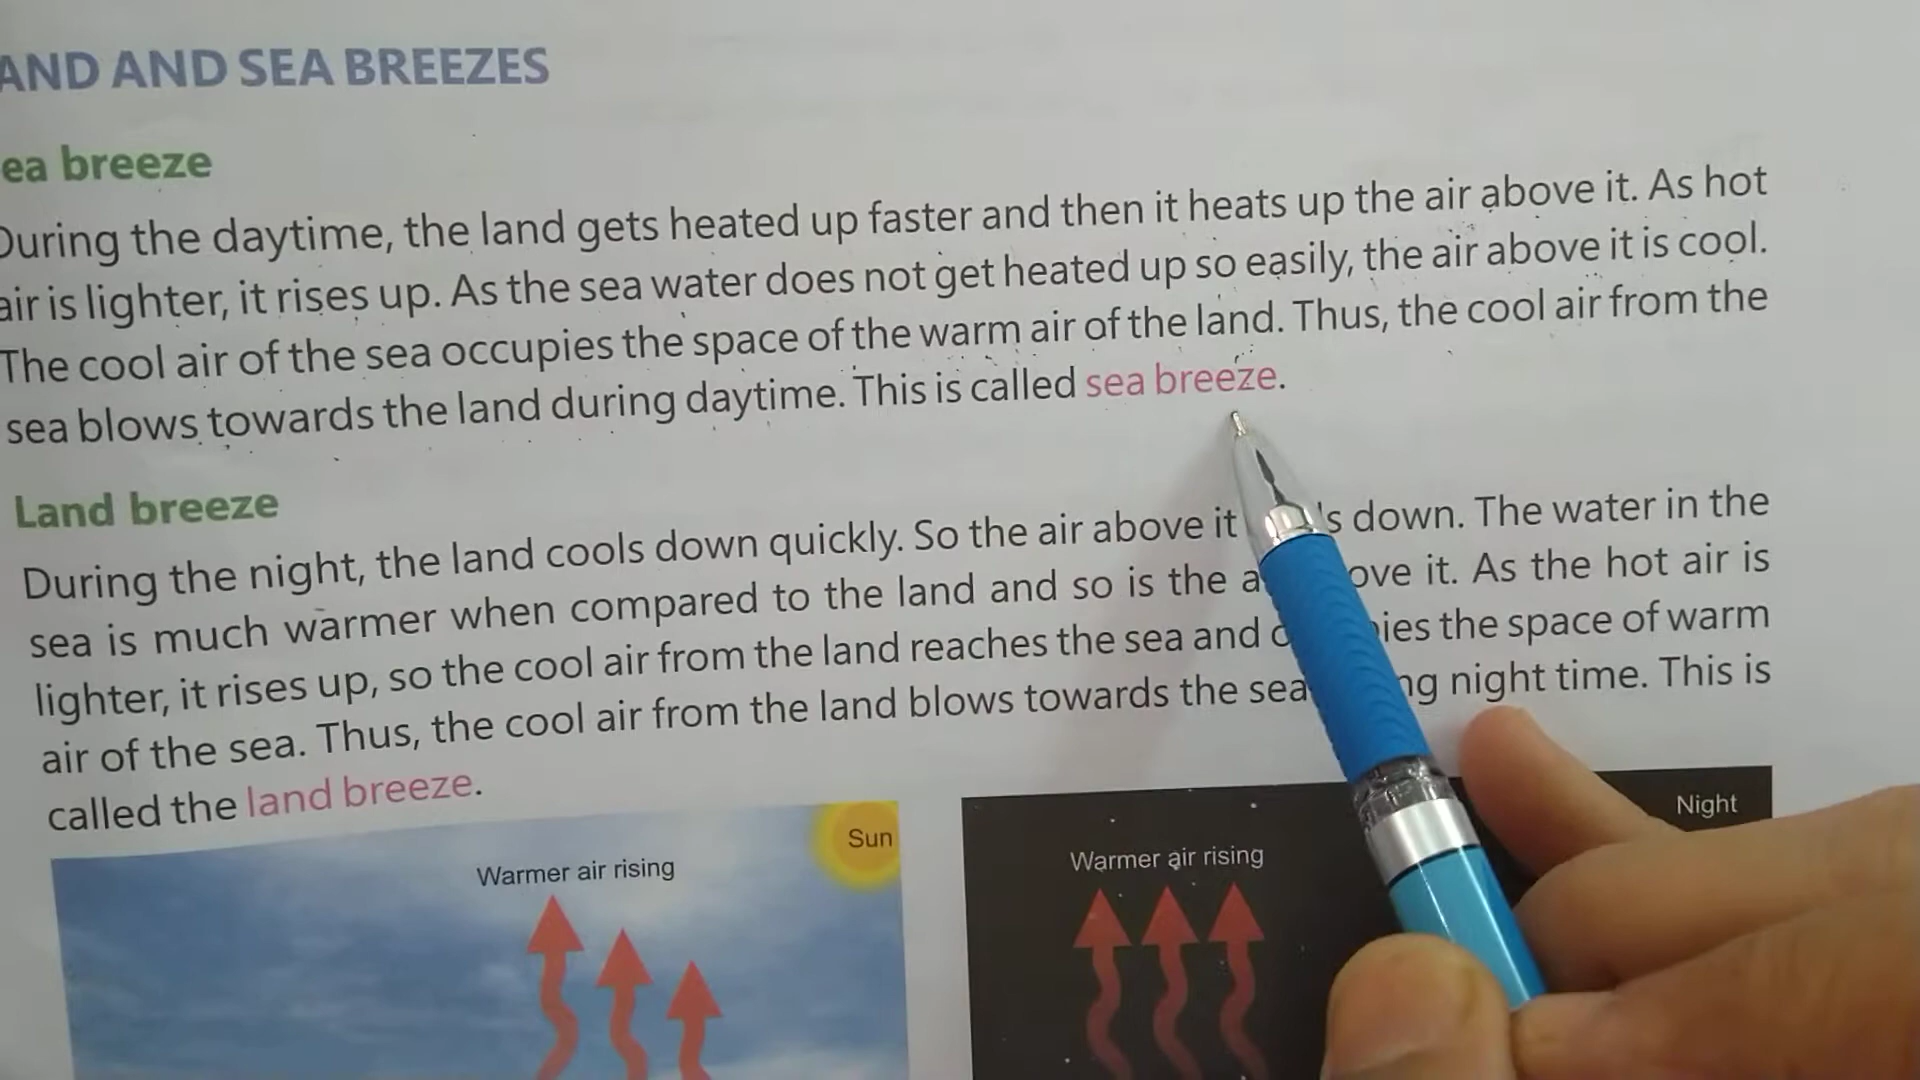 AND AND SEA BREEZES
ea breeze
During the daytime, the land gets heated up faster and then it heats up the air above it. As hot
air is lighter, it rises up. As the sea water does not get heated up so easily, the air above it is cool.
The cool air of the sea occupies the space of the warm air of the land. Thus, the cool air from the
sea blows towards the land during daytime. This is called sea breeze.
Land breeze
During the night, the land cools down quickly. So the air above it down. The water in the
sea is much warmer when compared to the land and so is the it. As the hot air is
lighter, it rises up, so the cool air from the land reaches the sea and the space of warm
air of the sea. Thus, the cool air from the land blows towards the sea night time. This is
called the land breeze.
Sun
Warmer air rising
Night
Warmer air rising